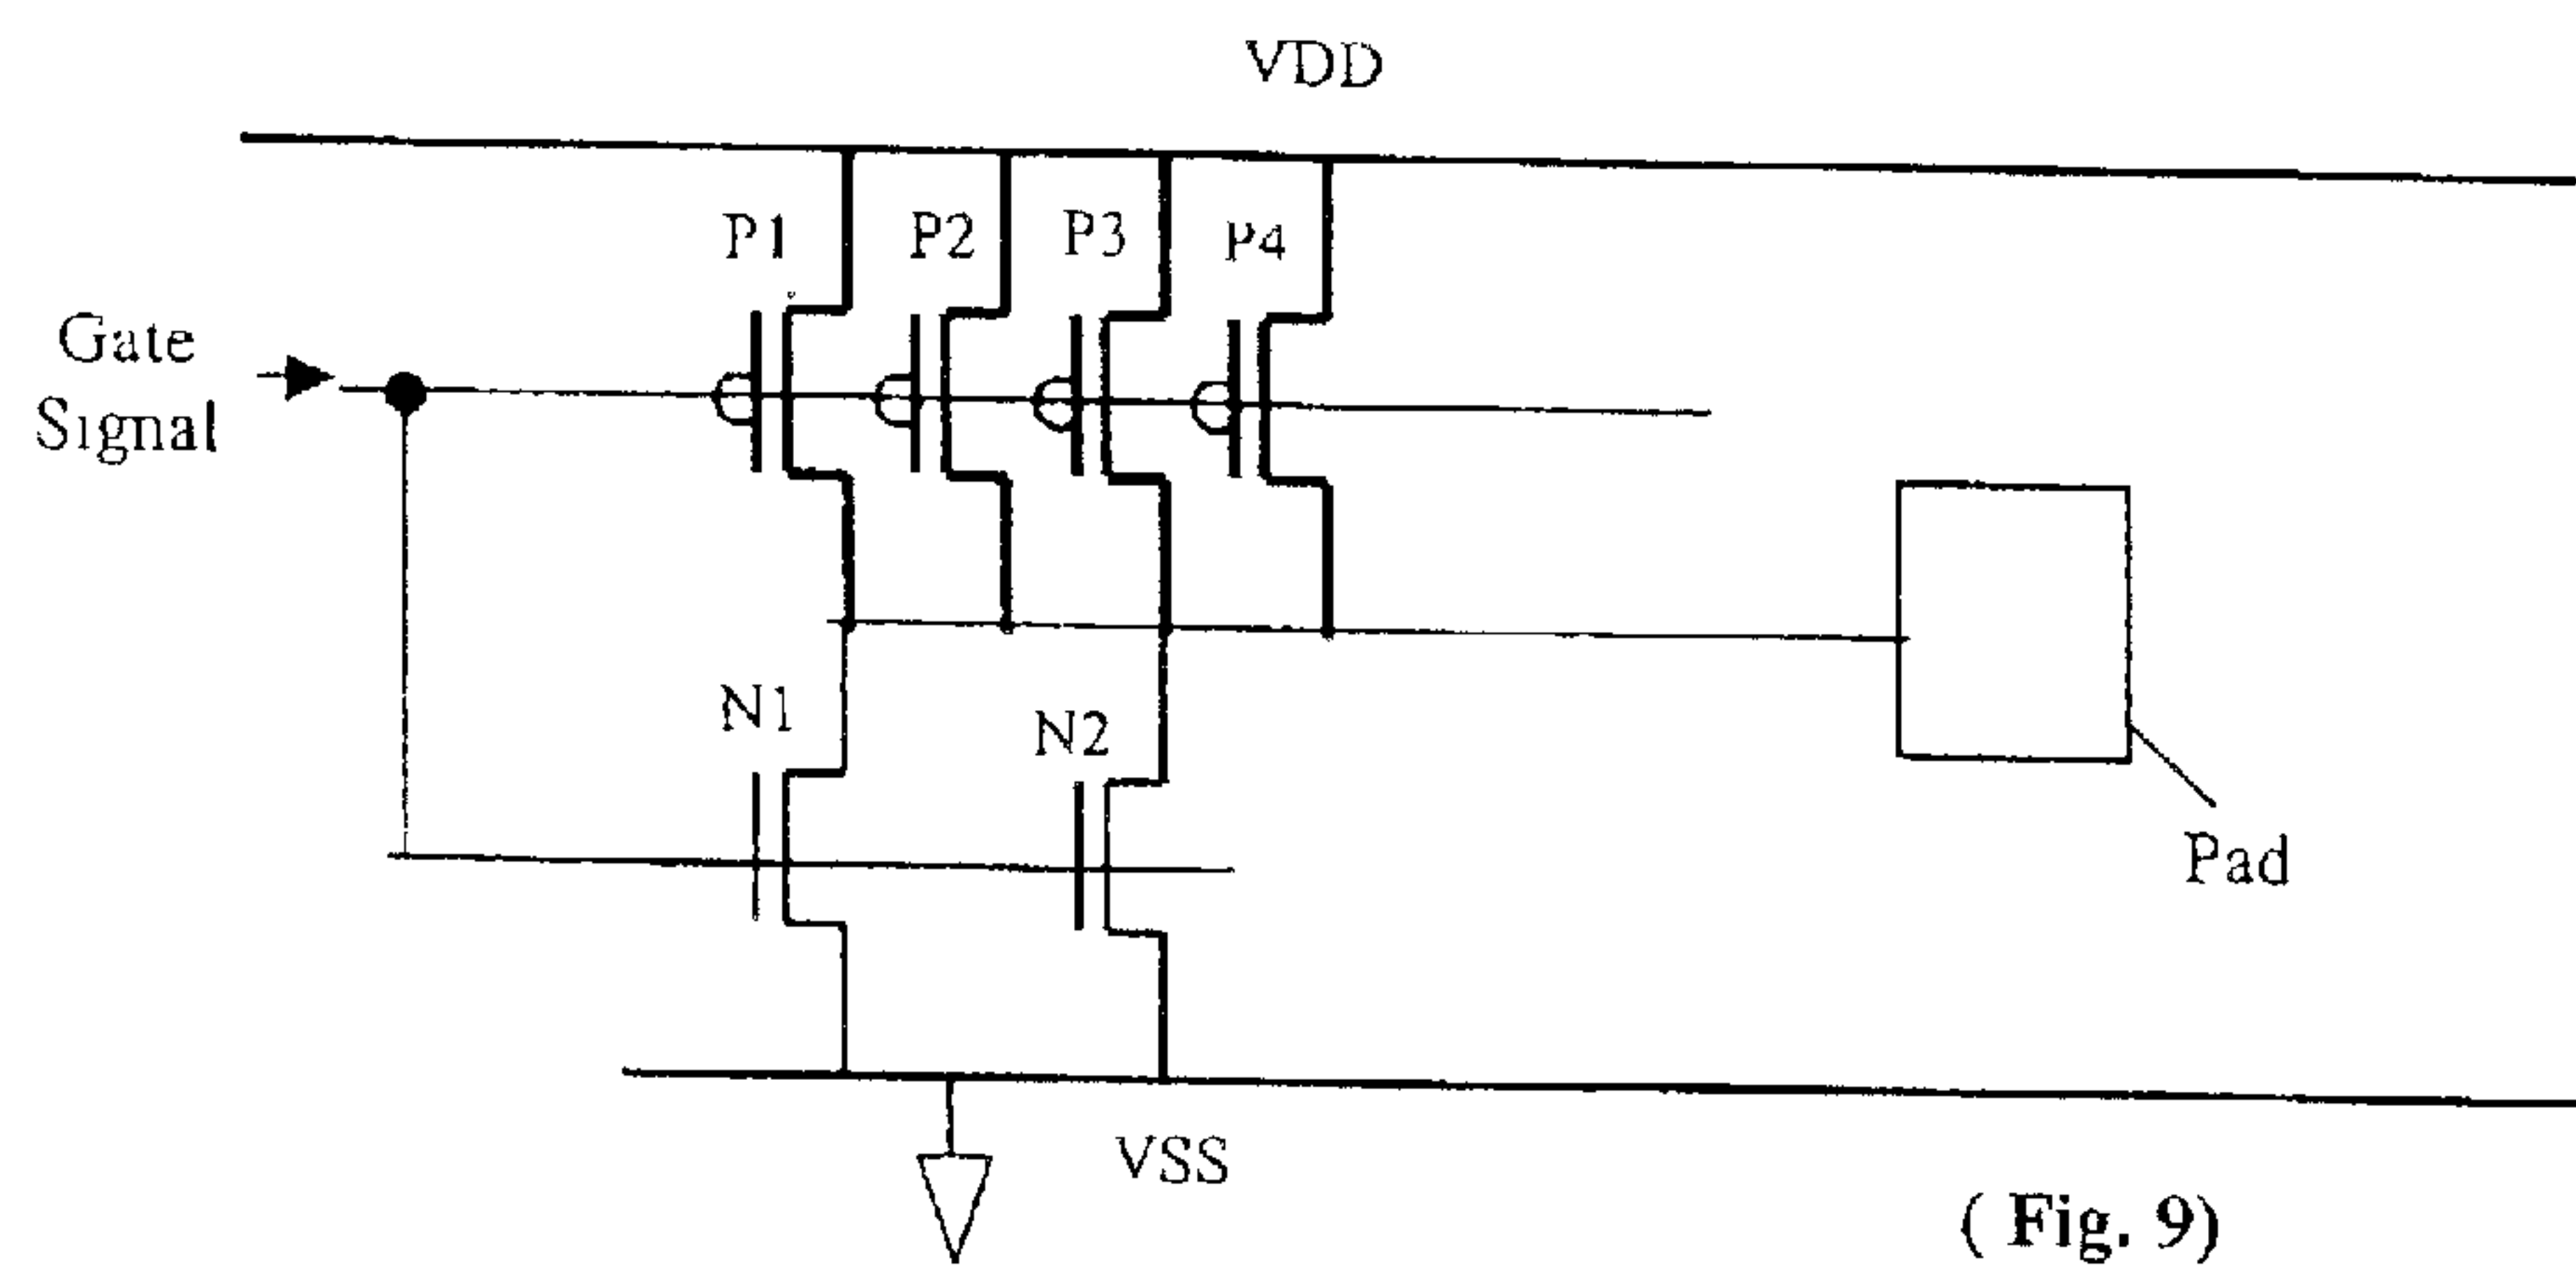 VDD
P1
P2
P3
P4
Gate
Signal
N1
N2
Pad
VSS
( Fig. 9)